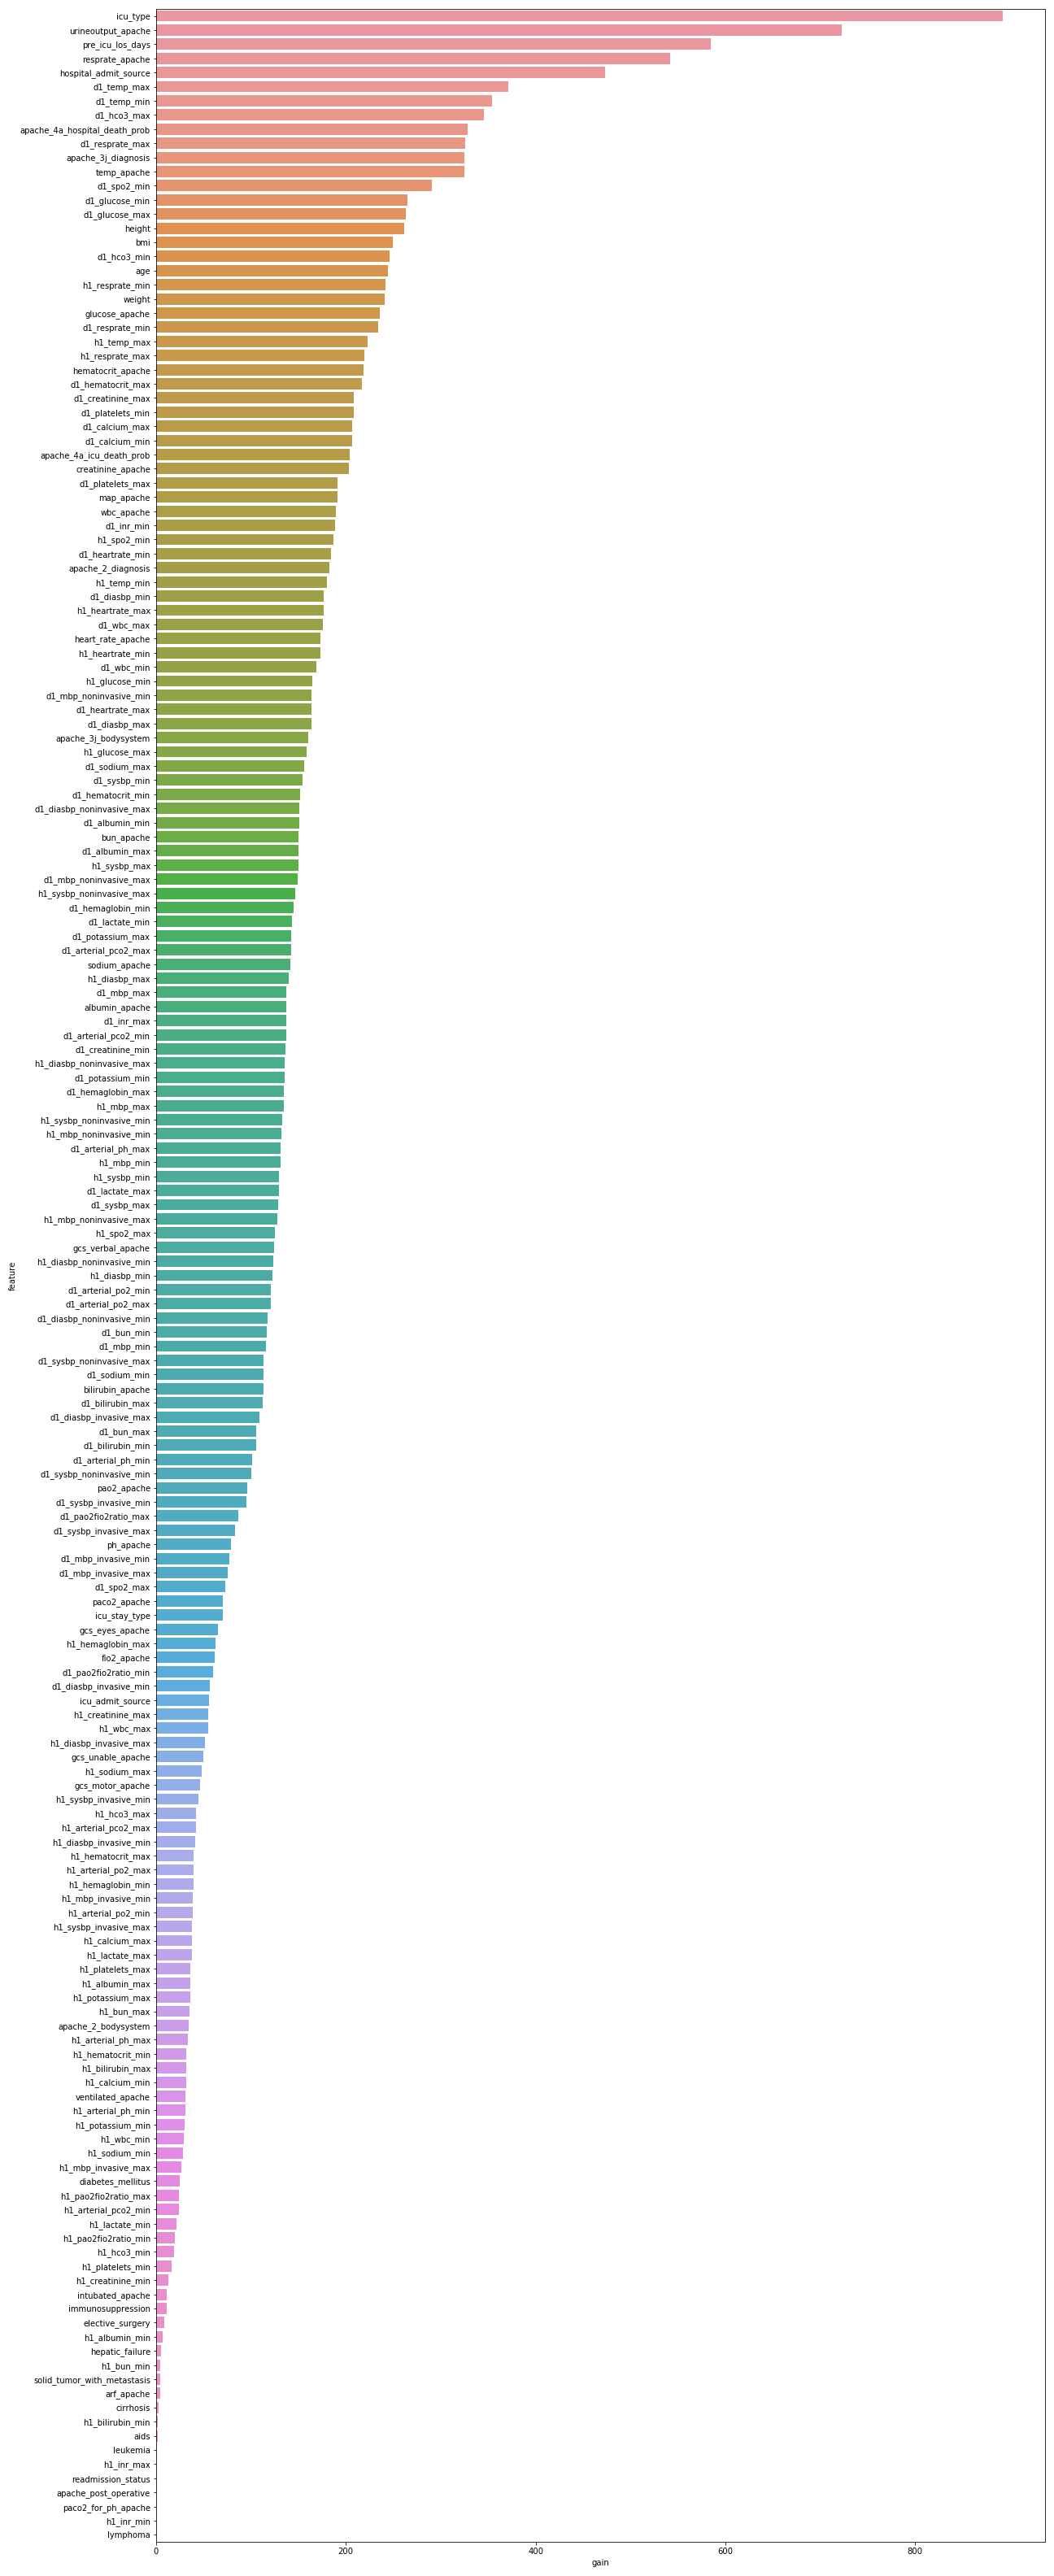 icu_type
urineoutput_apache
pre_icu_los_days
resprate_apache
hospital_admit_source
d1_temp_max
d1_temp_min
d1_hco3_max
apache_4a_hospital_death_prob
d1_resprate_max
apache_3j_diagnosis
temp_apache
d1_spo2_min
d1_glucose_min
d1_glucose_max
height
bmi
d1_hco3_min
age
h1_resprate_min
weight
glucose_apache
d1_resprate_min
h1_temp_max
h1_resprate_max
hematocrit_apache
d1_hematocrit_max
d1_creatinine_max
d1_platelets_min
d1_calcium_max
d1_calcium_min
apache_4a_icu_death_prob
creatinine_apache
d1_platelets_max
map_apache
wbc_apache
d1_inr_min
h1_spo2_min
d1_heartrate_min
apache_2_diagnosis
h1_temp_min
d1_diasbp_min
h1_heartrate_max
d1_wbc_max
heart_rate_apache
h1_heartrate_min
d1_wbc_min
h1_glucose_min
d1_mbp_noninvasive_min
d1_heartrate_max
d1_diasbp_max
apache_3j_bodysystem
h1_glucose_max
d1_sodium_max
d1_sysbp_min
d1_hematocrit_min
d1_diasbp_noninvasive_max
d1_albumin_min
bun_apache
d1_albumin_max
h1_sysbp_max
d1_mbp_noninvasive_max
h1_sysbp_noninvasive_max
d1_hemaglobin_min
d1_lactate_min
d1_potassium_max
d1_arterial_pco2_max
sodium_apache
h1_diasbp_max
d1_mbp_max
albumin_apache
d1_inr_max
d1_arterial_pco2_min
d1_creatinine_min
h1_diasbp_noninvasive_max
d1_potassium_min
d1_hemaglobin_max
h1_mbp_max
h1_sysbp_noninvasive_min
h1_mbp_noninvasive_min
d1_arterial_ph_max
h1_mbp_min
h1_sysbp_min
d1_lactate_max
d1_sysbp_max
h1_mbp_noninvasive_max
h1_spo2_max
gcs_verbal_apache
h1_diasbp_noninvasive_min
h1_diasbp_min
d1_arterial_po2_min
d1_arterial_po2_max
d1_diasbp_noninvasive_min
d1_bun_min
d1_mbp_min
d1_sysbp_noninvasive_max
d1_sodium_min
bilirubin_apache
d1_bilirubin_max
d1_diasbp_invasive_max
d1_bun_max
d1_bilirubin_min
d1_arterial_ph_min
d1_sysbp_noninvasive_min
pao2_apache
d1_sysbp_invasive_min
d1_pao2fio2ratio_max
d1_sysbp_invasive_max
ph_apache
d1_mbp_invasive_min
d1_mbp_invasive_max
d1_spo2_max
paco2_apache
icu_stay_type
gcs_eyes_apache
h1_hemaglobin_max
fio2_apache
d1_pao2fio2ratio_min
d1_diasbp_invasive_min
icu_admit_source
h1_creatinine_max
h1_wbc_max
h1_diasbp_invasive_max
gcs_unable_apache
h1_sodium_max
gcs_motor_apache
h1_sysbp_invasive_min
h1_hco3_max
h1_arterial_pco2_max
h1_diasbp_invasive_min
h1_hematocrit_max
h1_arterial_po2_max
h1_hemaglobin_min
h1_mbp_invasive_min
h1_arterial_po2_min
h1_sysbp_invasive_max
h1_calcium_max
h1_lactate_max
h1_platelets_max
h1_albumin_max
h1_potassium_max
h1_bun_max
apache_2_bodysystem
h1_arterial_ph_max
h1_hematocrit_min
h1_bilirubin_max
h1_calcium_min
ventilated_apache
h1_arterial_ph_min
h1_potassium_min
h1_wbc_min
h1_sodium_min
h1_mbp_invasive_max
diabetes_mellitus
h1_pao2fio2ratio_max
h1_arterial_pco2_min
h1_lactate_min
h1_pao2fio2ratio_min
h1_hco3_min
h1_platelets_min
h1_creatinine_min
intubated_apache
immunosuppression
elective_surgery
h1_albumin_min
hepatic_failure
h1_bun_min
solid_tumor_with_metastasis
arf_apache
cirrhosis
h1_bilirubin_min
aids
leukemia
h1_inr_max
readmission_status
apache_post_operative
paco2_for_ph_apache
h1_inr_min
lymphoma
feature
0 200 400 600 800
gain